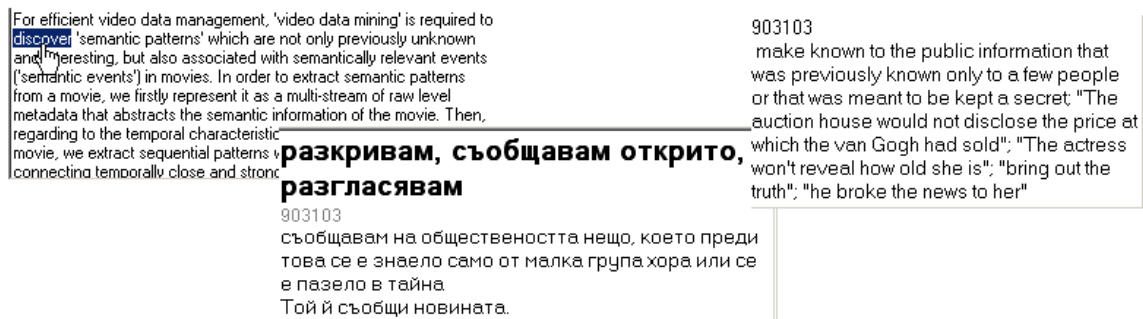 For efficient video data management, 'video data mining' is required to
discover 'semantic patterns' which are not only previously unknown
and interesting, but also associated with semantically relevant events
('semantic events') in movies. In order to extract semantic patterns
from a movie, we firstly represent it as a multi-stream of raw level
metadata that abstracts the semantic information of the movie. Then,
regarding to the temporal characteristic
movie, we extract sequential patterns
connecting temporally close and strong
разкривам, съобщавам открито,
разгласявам
903103
съобщавам на обществеността нещо, което преди
това се е знаело само от малка група хора или се
е пазело в тайна
Той й съобщи новината.
903103
make known to the public information that
was previously known only to a few people
or that was meant to be kept a secret; "The
auction house would not disclose the price at
which the van Gogh had sold"; "The actress
won't reveal how old she is"; "bring out the
truth"; "he broke the news to her"